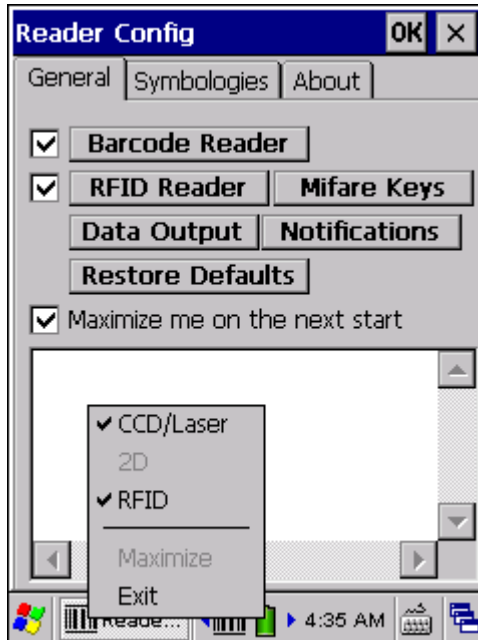 Reader Config OK
General Symbologies About
Barcode Reader
RFID Reader Mifare Keys
Data Output Notifications
Restore Defaults
Maximize me on the next start
CCD/Laser
2D
RFID
Maximize
Exit
Reade... 4:35 AM